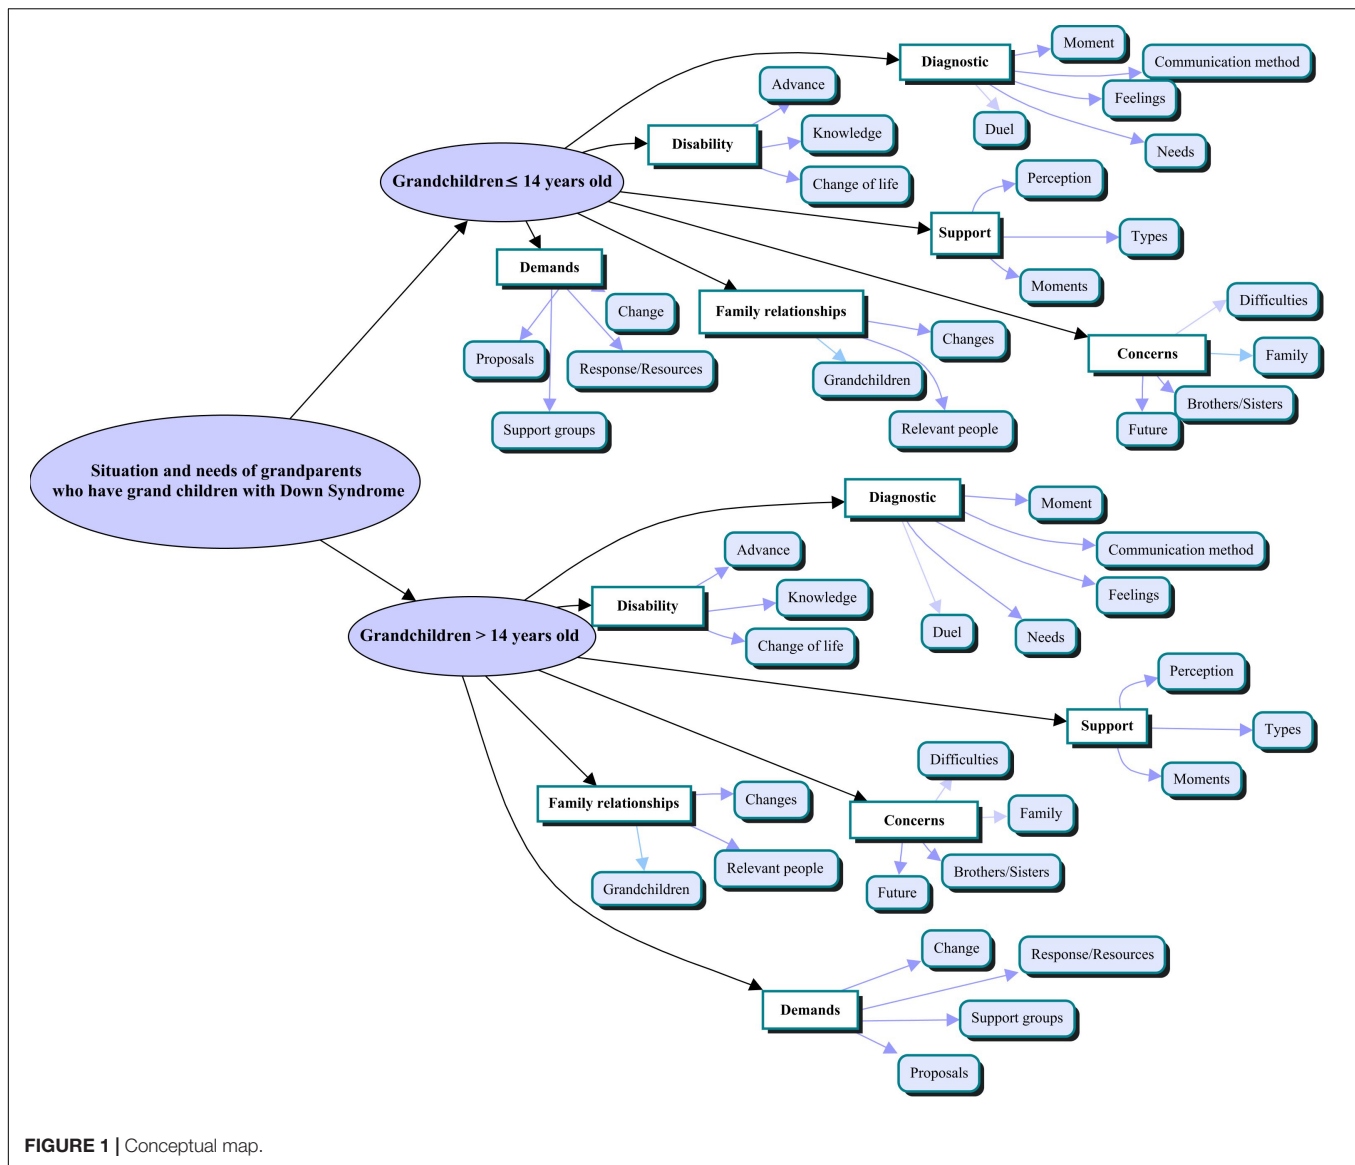 Diagnostic
Moment
Communication method
Feelings
Duel
Needs
Advance
Disability
Knowledge
Change of life
Grandchildren ≤ 14 years old
Perception
Support
Types
Moments
Demands
Change
Proposals
Response/Resources
Support groups
Family relationships
Changes
Grandchildren
Relevant people
Difficulties
Concerns
Family
Brothers/Sisters
Future
Situation and needs of grandparents
who have grand children with Down Syndrome
Diagnostic
Moment
Communication method
Feelings
Duel
Needs
Advance
Disability
Knowledge
Change of life
Grandchildren > 14 years old
Perception
Support
Types
Moments
Family relationships
Changes
Relevant people
Grandchildren
Difficulties
Concerns
Family
Brothers/Sisters
Future
Change
Response/Resources
Demands
Support groups
Proposals
FIGURE 1 | Conceptual map.